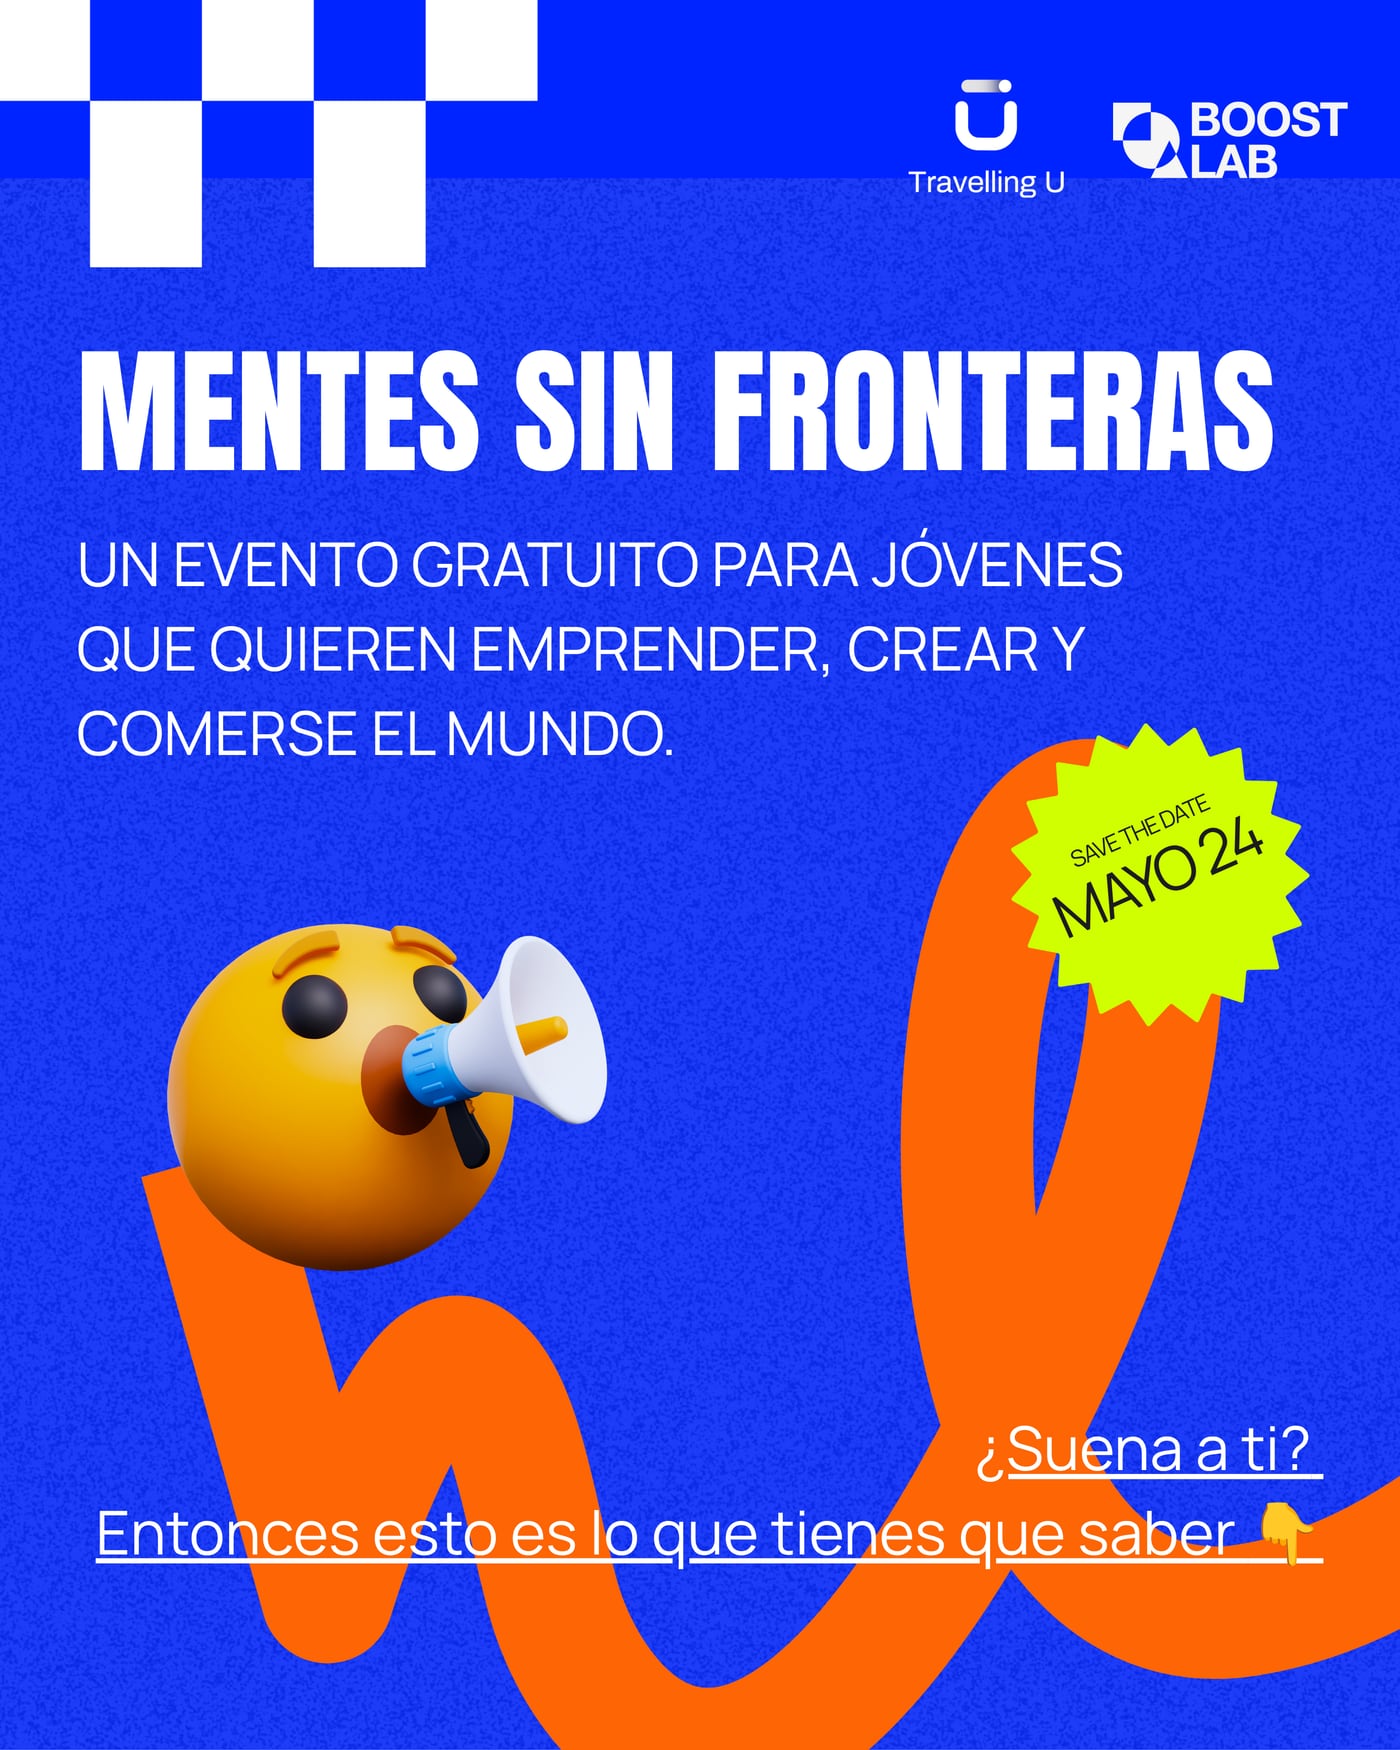 Travelling U
BOOST
LAB
MENTES SIN FRONTERAS
UN EVENTO GRATUITO PARA JÓVENES
QUE QUIEREN EMPRENDER, CREAR Y
COMERSE EL MUNDO.
SAVE THE DATE
MAYO 24
¿Suena a ti?
Entonces esto es lo que tienes que saber 👇